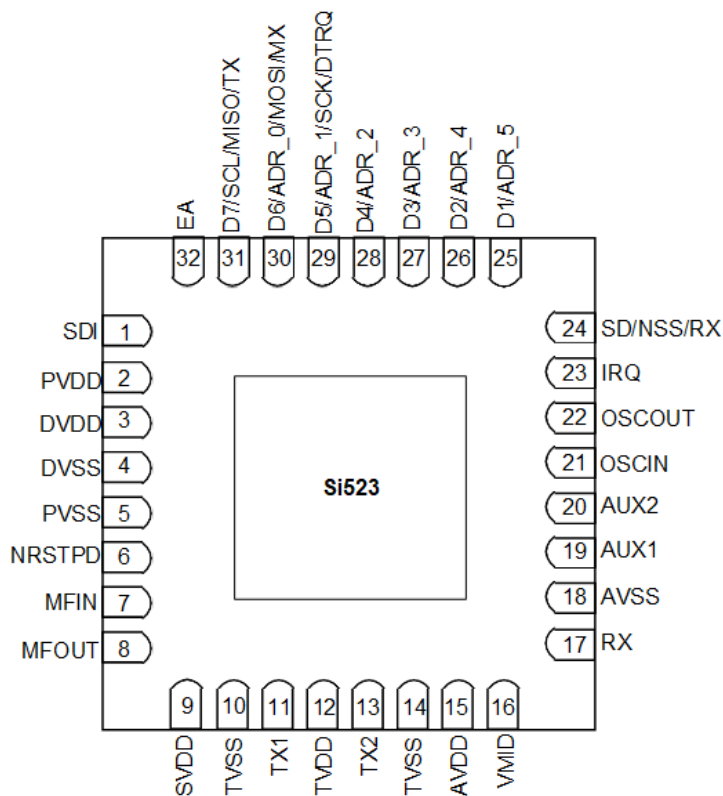 EA
D7/SCL/MISO/TX
D6/ADR_0/MOSI/MX
D5/ADR_1/SCK/DTRQ
D4/ADR_2
D3/ADR_3
D2/ADR_4
D1/ADR_5
32 31 30 29 28 27 26 25
SDI 1
PVDD 2
DVDD 3
DVSS 4
PVSS 5
NRSTPD 6
MFIN 7
MFOUT 8
Si523
24 SD/NSS/RX
23 IRQ
22 OSCOUT
21 OSCIN
20 AUX2
19 AUX1
18 AVSS
17 RX
9 10 11 12 13 14 15 16
SVDD
TVSS
TX1
TVDD
TX2
TVSS
AVDD
VMID